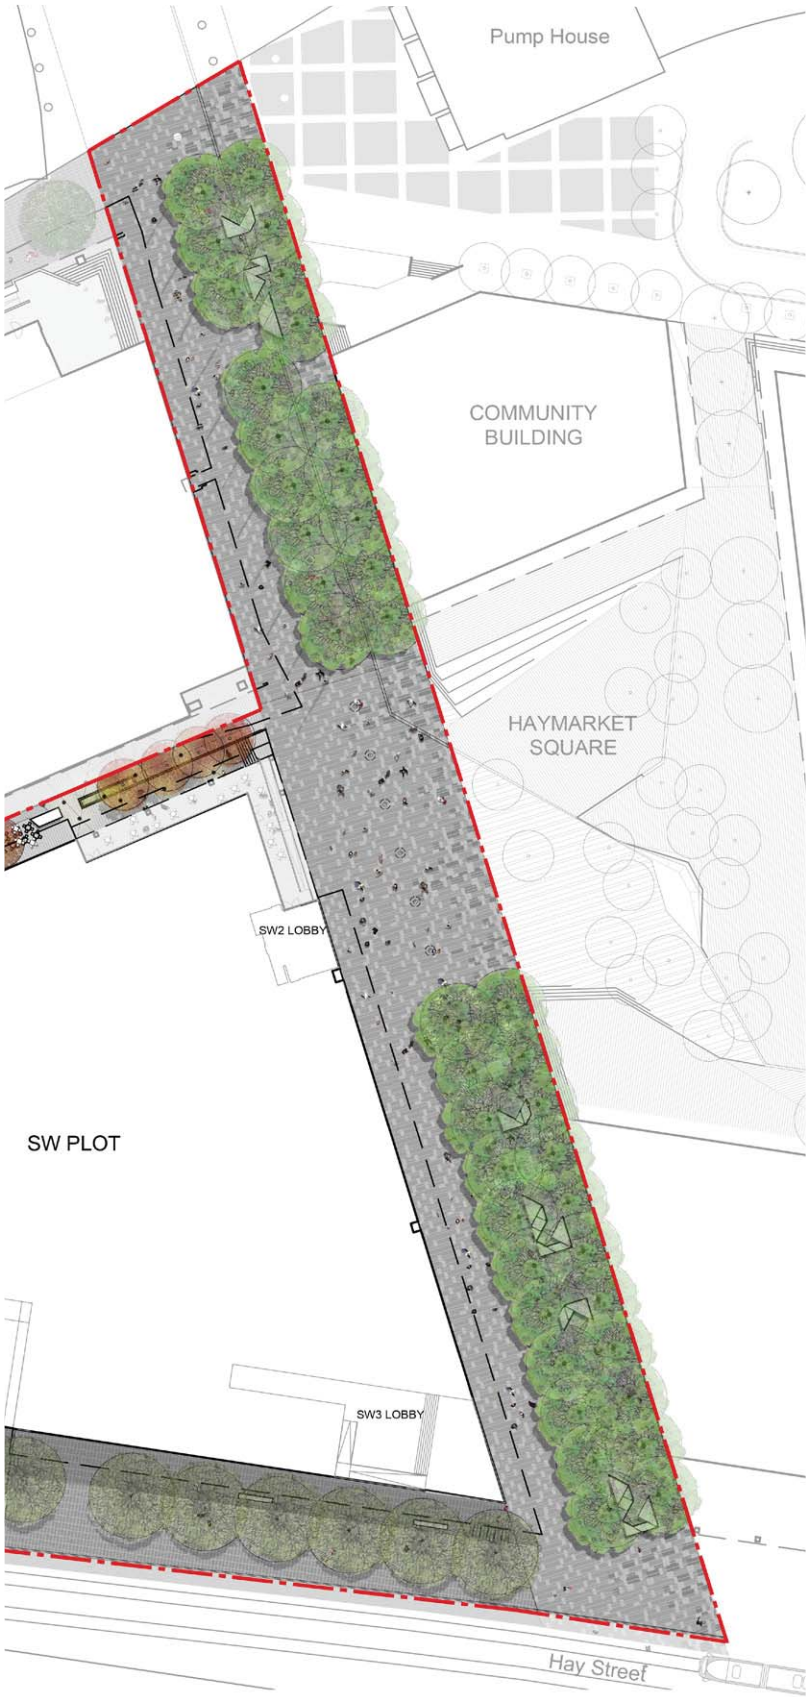 Pump House
COMMUNITY
BUILDING
HAYMARKET
SQUARE
SW2 LOBBY
SW PLOT
SW3 LOBBY
Hay Street